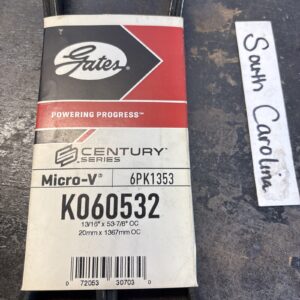 Gates
POWERING PROGRESS™
CENTURY
SERIES
Micro-V® 6PK1353
K060532
13/16" x 53-7/8" OC
20mm x 1367mm OC
0 72053 30703 0
South Carolina